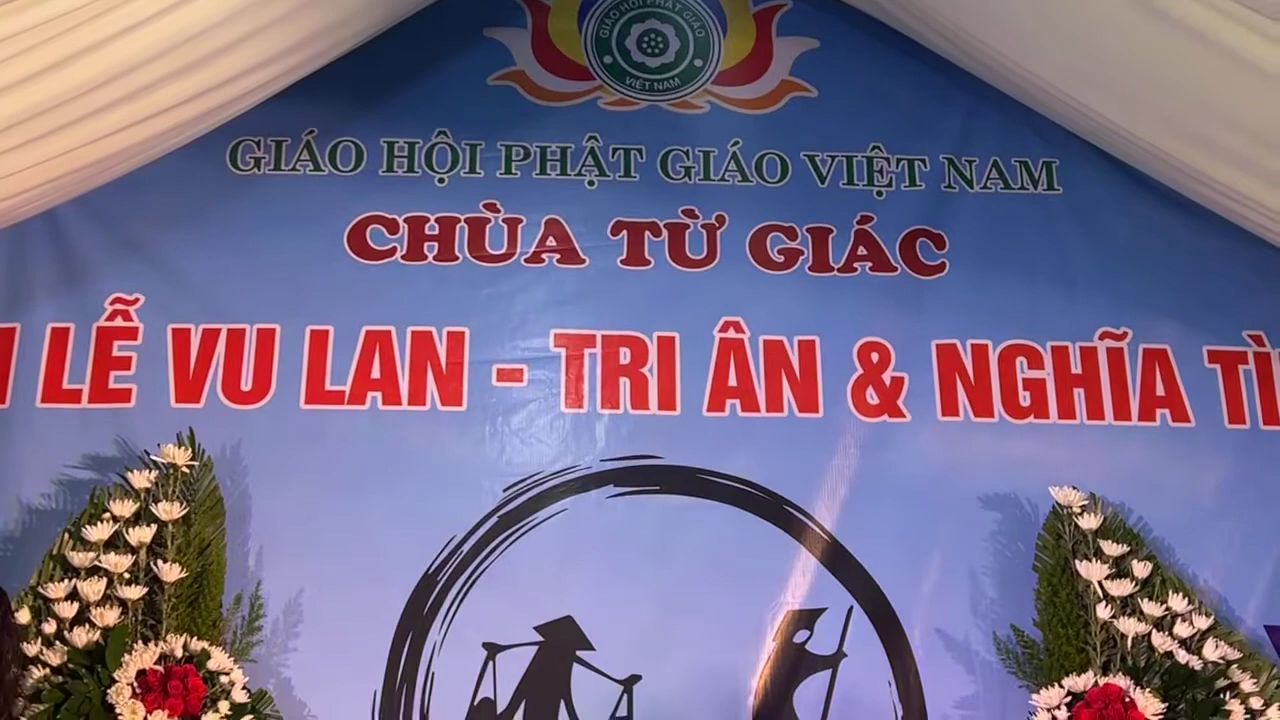 GIÁO HỘI PHẬT GIÁO
VIỆT NAM
GIÁO HỘI PHẬT GIÁO VIỆT NAM
CHÙA TỪ GIÁC
LỄ VU LAN - TRI ÂN & NGHĨA